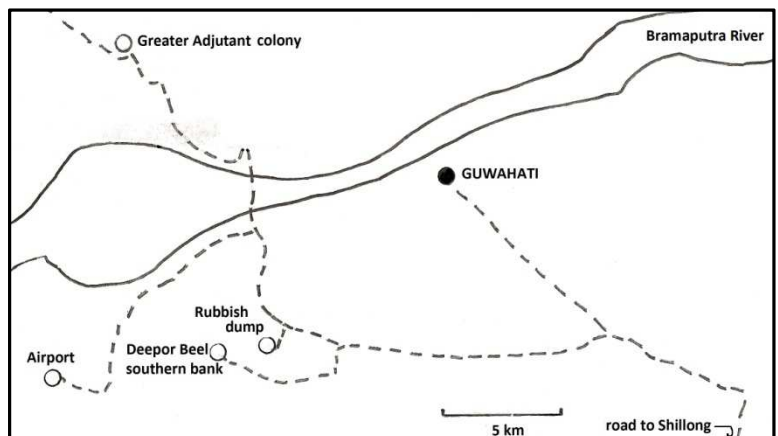 Greater Adjutant colony
Bramaputra River
GUWAHATI
Rubbish
dump
Deepor Beel
southern bank
Airport
5 km
road to Shillong